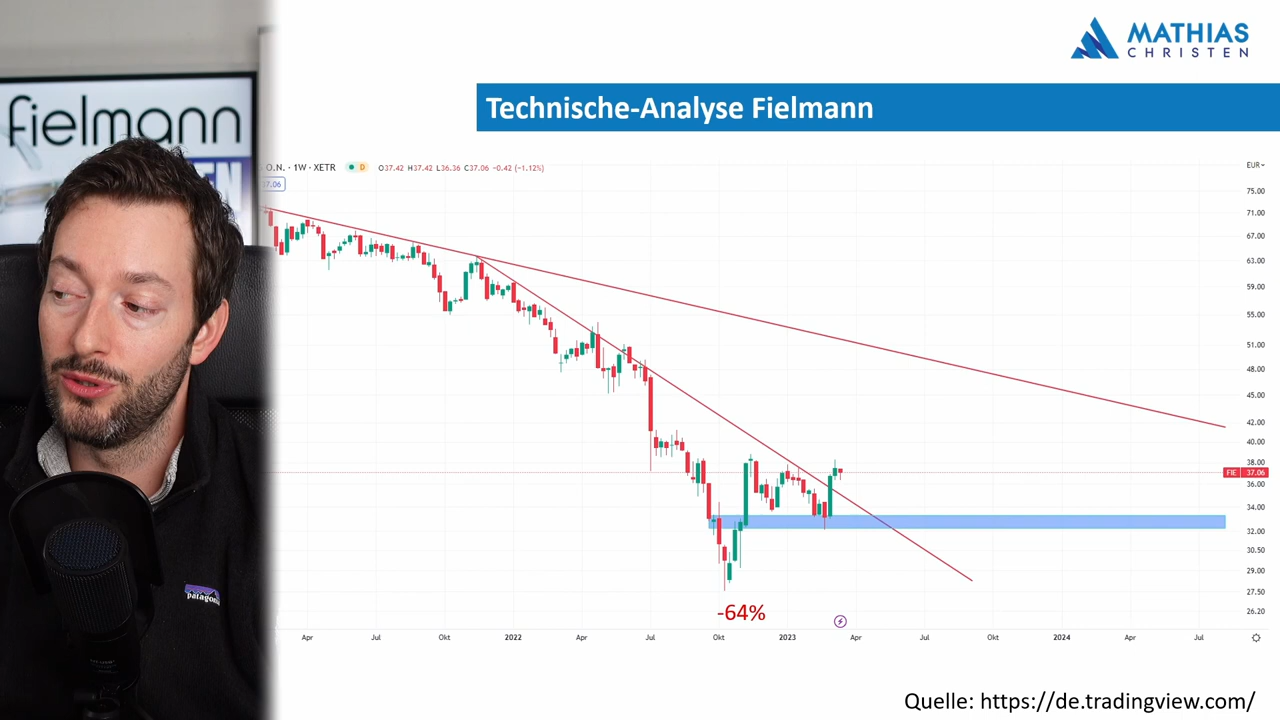 MATHIAS
CHRISTEN
Technische-Analyse Fielmann
fielmann
O.N. · 1W · XETR D O37.42 H37.42 L36.36 C37.06 -0.42 (-1.12%)
37.06
EUR
75.00
71.00
67.00
63.00
59.00
55.00
51.00
48.00
45.00
42.00
40.00
38.00
FIE 37.06
36.00
34.00
32.00
30.50
29.00
27.50
26.20
-64%
Apr Jul Okt 2022 Apr Jul Okt 2023 Apr Jul Okt 2024 Apr Jul
patagonia
Quelle: https://de.tradingview.com/